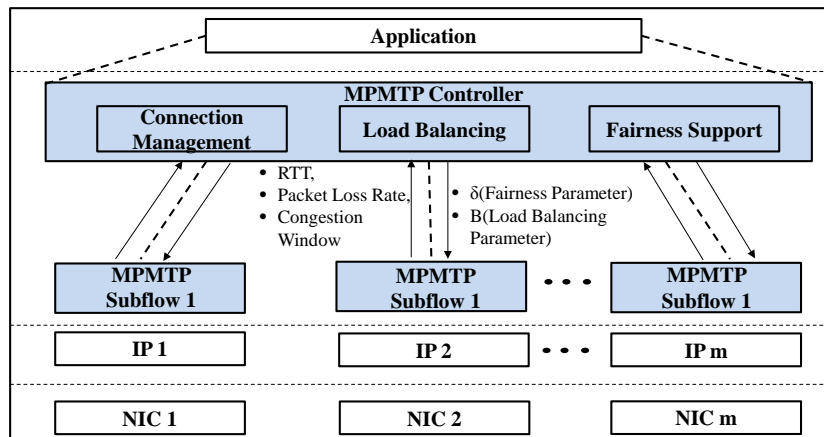 Application
MPMTP Controller
Connection
Management
Load Balancing
Fairness Support
• RTT,
• Packet Loss Rate,
• Congestion
Window
• δ(Fairness Parameter)
• B(Load Balancing
Parameter)
MPMTP
Subflow 1
MPMTP
Subflow 1
• • •
MPMTP
Subflow 1
IP 1
IP 2
• • •
IP m
NIC 1
NIC 2
NIC m